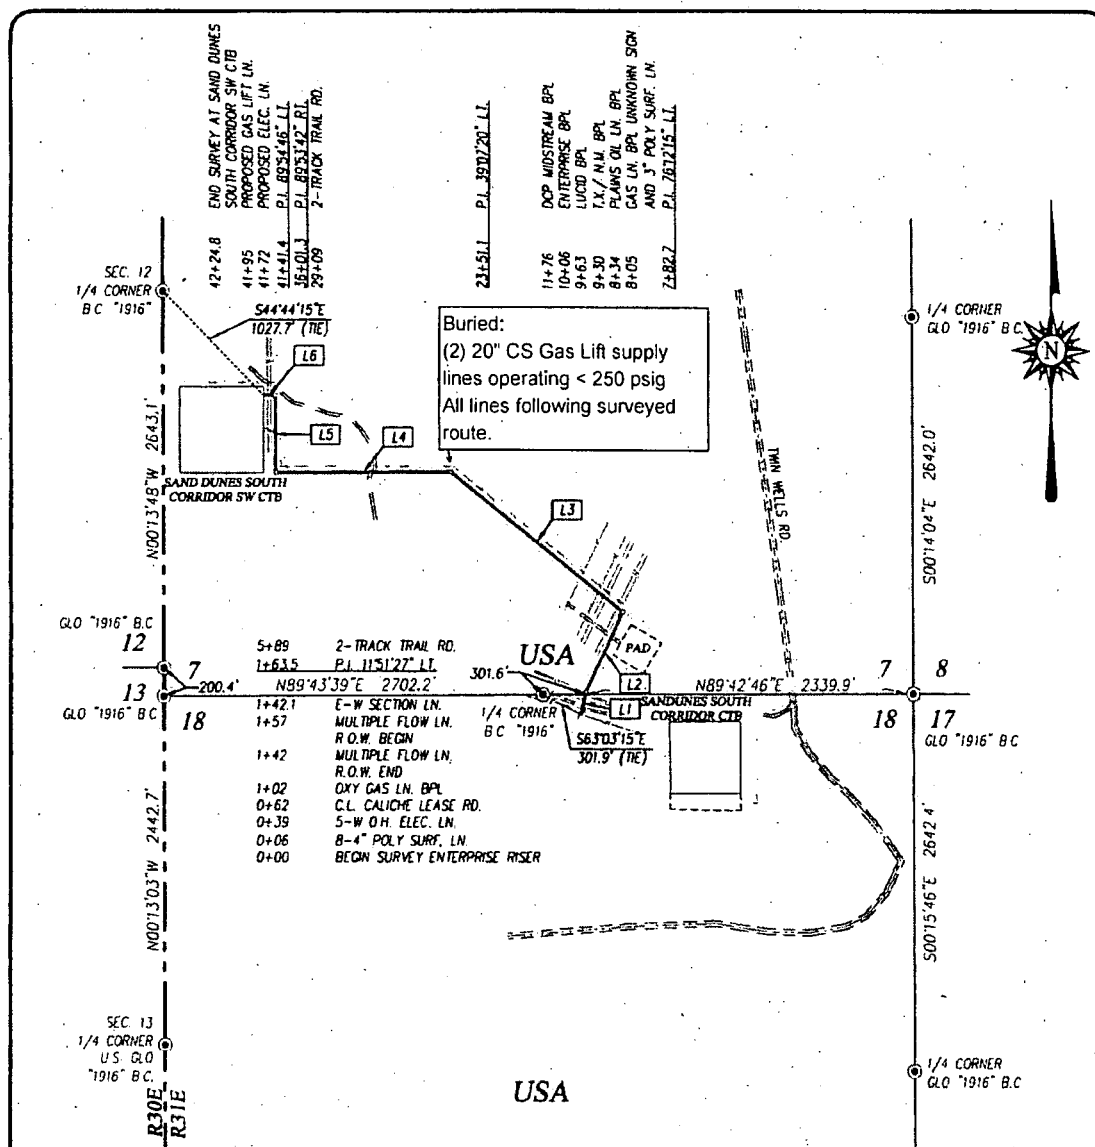 42+24.8 END SURVEY AT SAND DUNES
SOUTH CORRIDOR SW CTB
41+95 PROPOSED GAS LIFT LN.
41+72 PROPOSED ELEC. LN.
41+41.4 P.I. 89°54'46" LT.
36+01.3 P.I. 89°53'42" RT.
29+09 2-TRACK TRAIL RD.
23+51.1 P.I. 39°07'20" LT.
11+76 DCP MIDSTREAM BPL
10+06 ENTERPRISE BPL
9+63 LUCID BPL
9+30 T.X./ N.M. BPL
8+34 PLAINS OIL LN. BPL
8+05 GAS LN. BPL UNKNOWN SIGN
AND 3" POLY SURF. LN.
7+82.7 P.I. 76°12'15" LT.
SEC. 12
1/4 CORNER
B C "1916"
S44°44'15"E
1027.7' (TIE)
L6
Buried:
(2) 20" CS Gas Lift supply
lines operating < 250 psig
All lines following surveyed
route.
1/4 CORNER
GLO "1916" B C.
N
L5
L4
SAND DUNES SOUTH
CORRIDOR SW CTB
N00°13'48"W 2643.1'
TWIN WELLS RD.
S00°14'04"E 2642.0'
L3
GLO "1916" B.C
12
7
13
18
200.4'
GLO "1916" B C
5+89 2-TRACK TRAIL RD.
1+63.5 P.I. 11°51'27" LT.
N89°43'39"E 2702.2'
USA
301.6'
PAD
L2
N89°42'46"E 2339.9'
7
8
18
17
GLO "1916" B C
1/4 CORNER
B C "1916"
L1
SANDUNES SOUTH
CORRIDOR CTB
S63°03'15"E
301.9' (TIE)
1+42.1 E-W SECTION LN.
1+57 MULTIPLE FLOW LN.
R.O.W. BEGIN
1+42 MULTIPLE FLOW LN.
R.O.W. END
1+02 OXY GAS LN. BPL
0+62 C.L. CALICHE LEASE RD.
0+39 5-W O.H. ELEC. LN.
0+06 8-4" POLY SURF. LN.
0+00 BEGIN SURVEY ENTERPRISE RISER
N00°13'03"W 2442.7'
S00°15'46"E 2642.4'
SEC. 13
1/4 CORNER
U.S. GLO
"1916" B.C.
1/4 CORNER
GLO "1916" B.C
USA
R30E
R31E